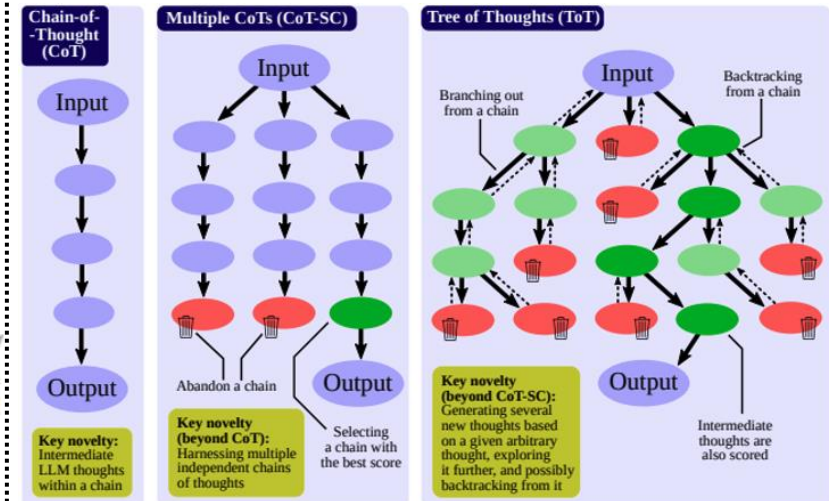 Chain-of-
-Thought
(CoT)
Input
Output
Key novelty:
Intermediate
LLM thoughts
within a chain
Multiple CoTs (CoT-SC)
Input
Abandon a chain
Output
Selecting
a chain with
the best score
Key novelty
(beyond CoT):
Harnessing multiple
independent chains
of thoughts
Tree of Thoughts (ToT)
Input
Branching out
from a chain
Backtracking
from a chain
Output
Key novelty
(beyond CoT-SC):
Generating several
new thoughts based
on a given arbitrary
thought, exploring
it further, and possibly
backtracking from it
Intermediate
thoughts are
also scored